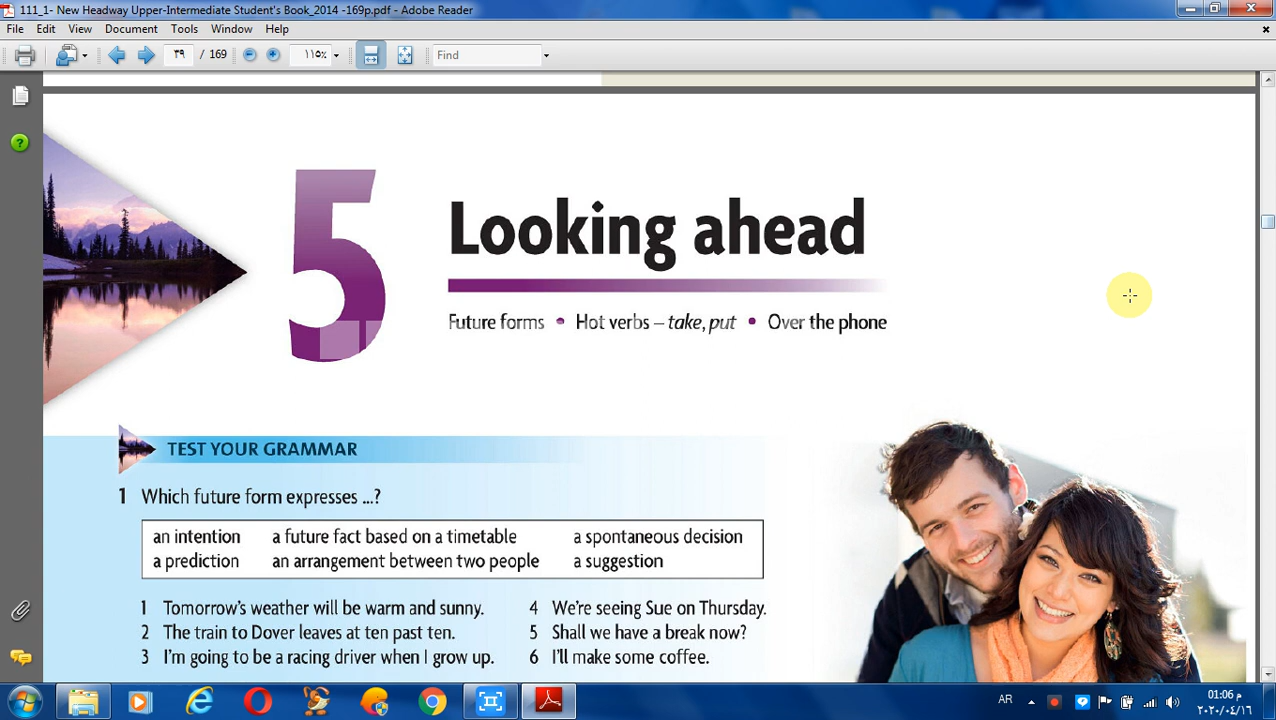 111_1- New Headway Upper-Intermediate Student's Book_2014 -169p.pdf - Adobe Reader
File Edit View Document Tools Window Help
٣٩ / 169 ١١٥٪ Find
5
Looking ahead
Future forms • Hot verbs – take, put • Over the phone
TEST YOUR GRAMMAR
1 Which future form expresses ...?
an intention a future fact based on a timetable a spontaneous decision
a prediction an arrangement between two people a suggestion
1 Tomorrow's weather will be warm and sunny.
2 The train to Dover leaves at ten past ten.
3 I'm going to be a racing driver when I grow up.
4 We're seeing Sue on Thursday.
5 Shall we have a break now?
6 I'll make some coffee.
AR
01:06 م
٢٠٢٠/٠٤/١٦